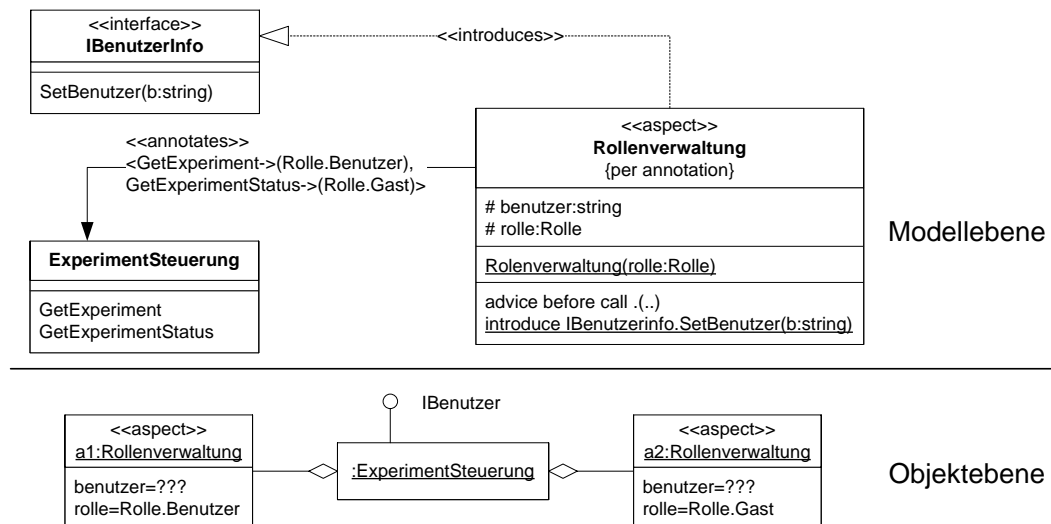 <<interface>>
IBenutzerInfo
SetBenutzer(b:string)
<<introduces>>
<<annotates>>
<GetExperiment->(Rolle.Benutzer),
GetExperimentStatus->(Rolle.Gast)>
<<aspect>>
Rollenverwaltung
{per annotation}
# benutzer:string
# rolle:Rolle
Rolenverwaltung(rolle:Rolle)
advice before call .(..)
introduce IBenutzerinfo.SetBenutzer(b:string)
Modellebene
ExperimentSteuerung
GetExperiment
GetExperimentStatus
IBenutzer
<<aspect>>
a1:Rollenverwaltung
benutzer=???
rolle=Rolle.Benutzer
:ExperimentSteuerung
<<aspect>>
a2:Rollenverwaltung
benutzer=???
rolle=Rolle.Gast
Objektebene